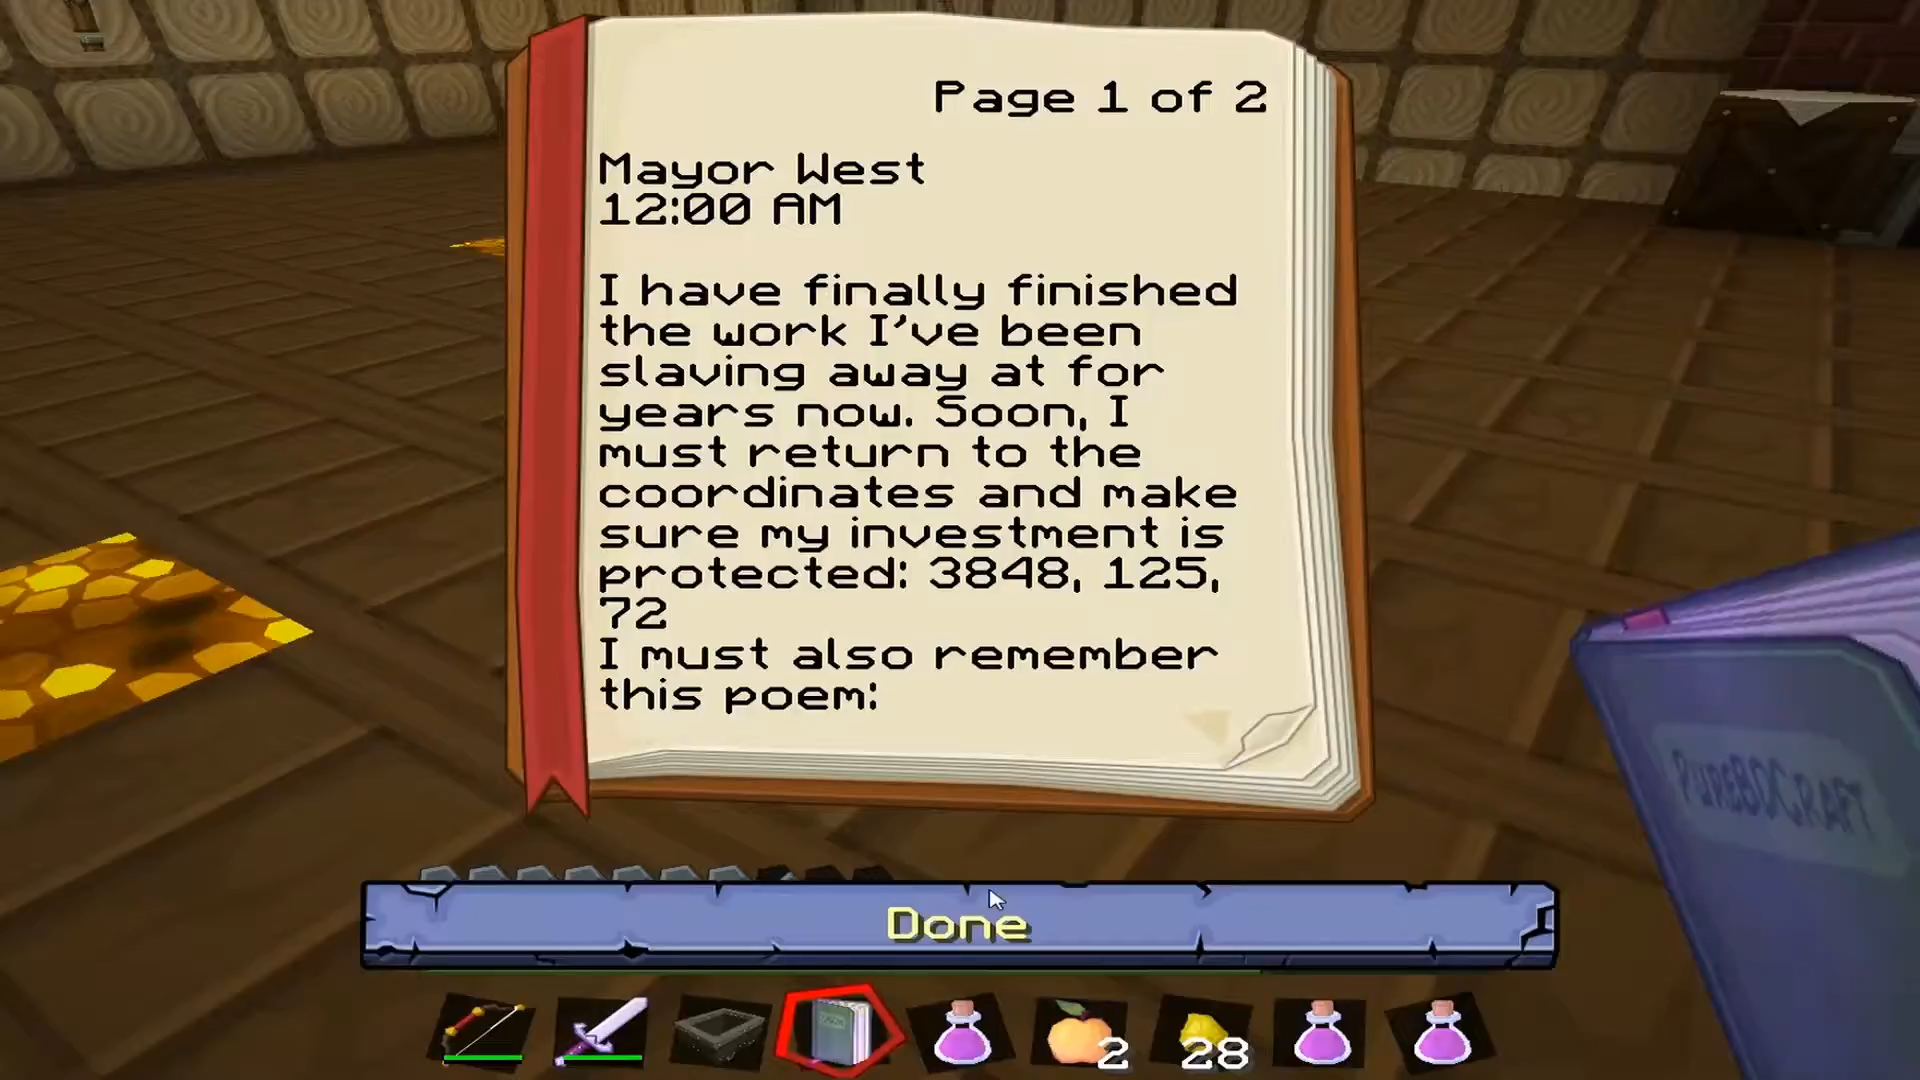 Page 1 of 2
Mayor West
12:00 AM
I have finally finished
the work I've been
slaving away at for
years now. Soon, I
must return to the
coordinates and make
sure my investment is
protected: 3848, 125,
72
I must also remember
this poem:
PUREBDCRAFT
Done
2
28